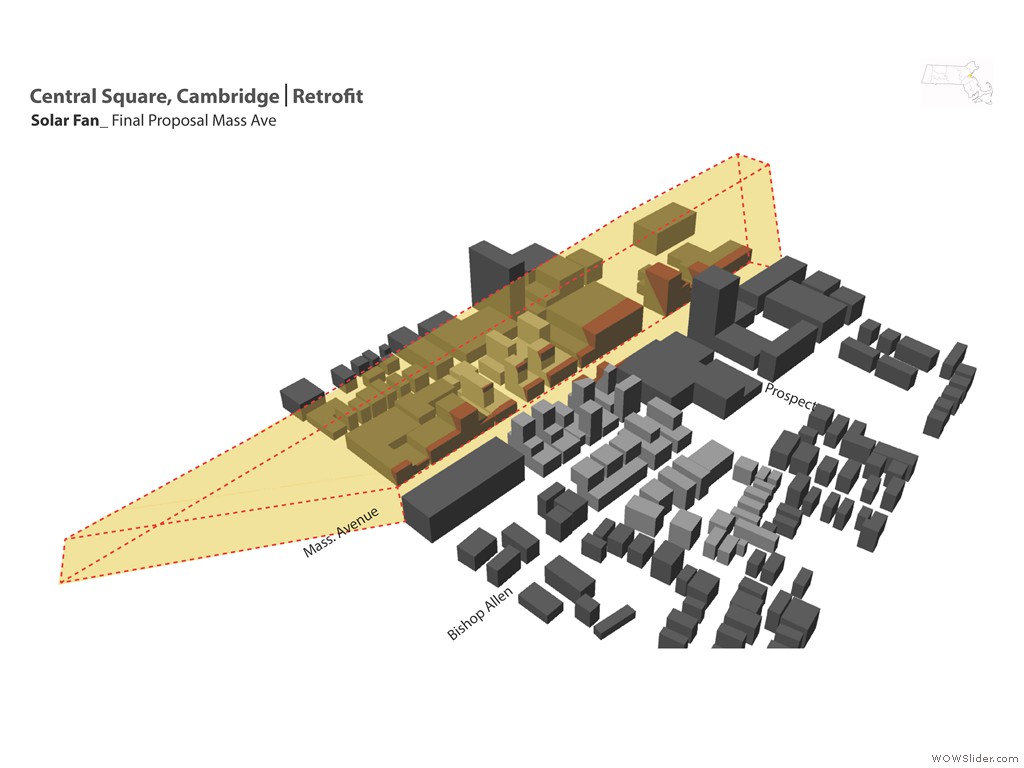 Central Square, Cambridge | Retrofit
Solar Fan_ Final Proposal Mass Ave
Prospect
Mass. Avenue
Bishop Allen
WOWSlider.com